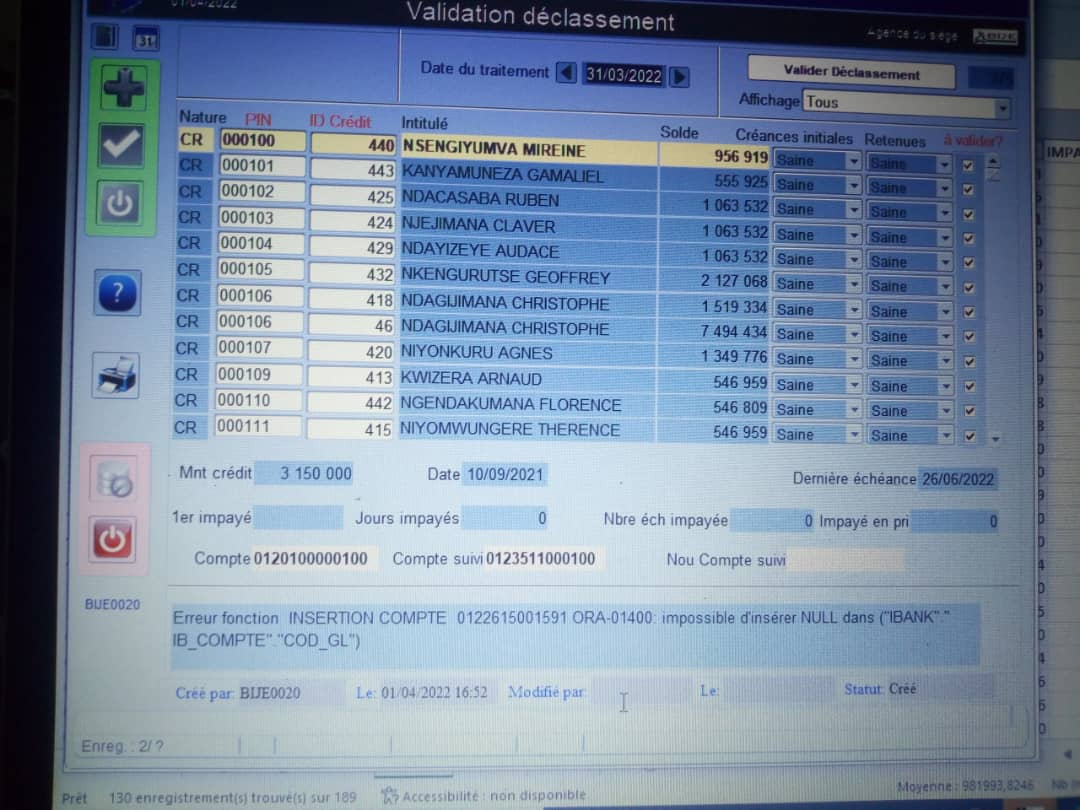 01/04/2022
Validation déclassement
Agence du siège
31
Date du traitement 31/03/2022
Valider Déclassement
Affichage Tous
Nature PIN ID Crédit Intitulé Solde Créances initiales Retenues à valider?
CR 000100 440 NSENGIYUMVA MIREINE 956 919 Saine Saine
CR 000101 443 KANYAMUNEZA GAMALIEL 555 925 Saine Saine
CR 000102 425 NDACASABA RUBEN 1 063 532 Saine Saine
CR 000103 424 NJEJIMANA CLAVER 1 063 532 Saine Saine
CR 000104 429 NDAYIZEYE AUDACE 1 063 532 Saine Saine
CR 000105 432 NKENGURUTSE GEOFFREY 2 127 068 Saine Saine
CR 000106 418 NDAGIJIMANA CHRISTOPHE 1 519 334 Saine Saine
CR 000106 46 NDAGIJIMANA CHRISTOPHE 7 494 434 Saine Saine
CR 000107 420 NIYONKURU AGNES 1 349 776 Saine Saine
CR 000109 413 KWIZERA ARNAUD 546 959 Saine Saine
CR 000110 442 NGENDAKUMANA FLORENCE 546 809 Saine Saine
CR 000111 415 NIYOMWUNGERE THERENCE 546 959 Saine Saine
Mnt crédit 3 150 000 Date 10/09/2021 Dernière échéance 26/06/2022
1er impayé Jours impayés 0 Nbre éch impayée 0 Impayé en pri 0
Compte 0120100000100 Compte suivi 0123511000100 Nou Compte suivi
BIJE0020
Erreur fonction INSERTION COMPTE 0122615001591 ORA-01400: impossible d'insérer NULL dans ("IBANK"."
IB_COMPTE"."COD_GL")
Créé par: BIJE0020 Le: 01/04/2022 16:52 Modifié par: Le: Statut: Créé
Enreg. : 2/ ?
IMPA
Prêt 130 enregistrement(s) trouvé(s) sur 189 Accessibilité : non disponible Moyenne : 981993,8246